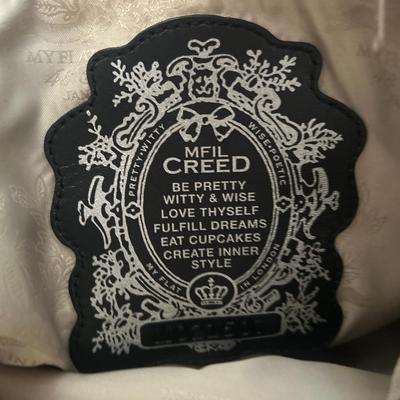 PRETTY•WITTY
WISE•POETIC
MFIL
CREED
BE PRETTY
WITTY & WISE
LOVE THYSELF
FULFILL DREAMS
EAT CUPCAKES
CREATE INNER
STYLE
MY FLAT
IN LONDON